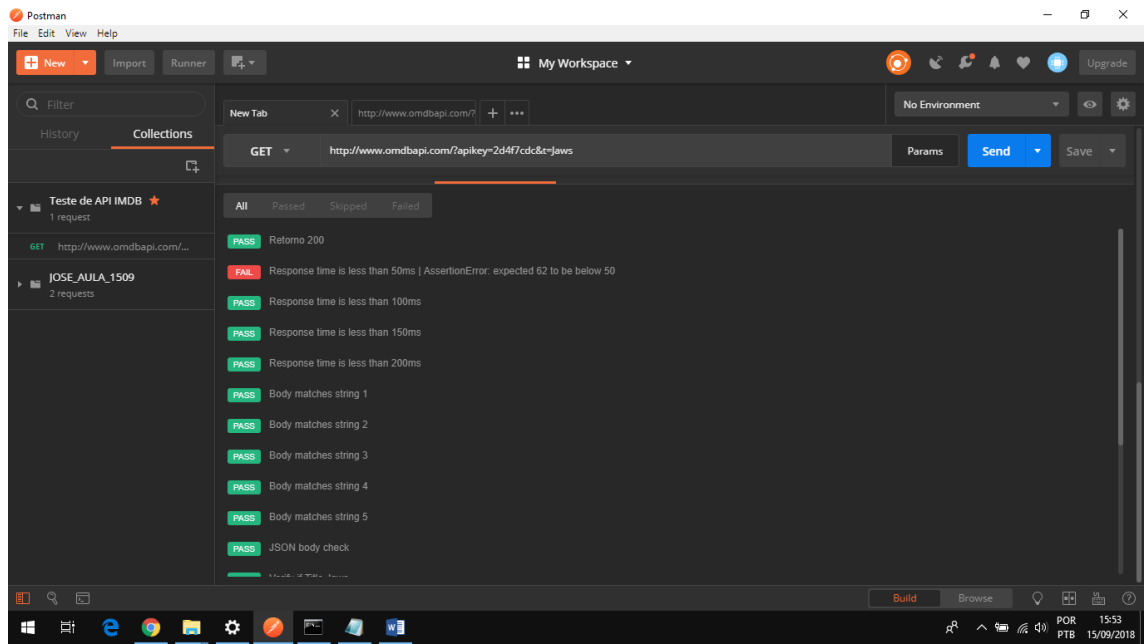 Postman
File Edit View Help
New Import Runner My Workspace Upgrade
Filter
History Collections
New Tab http://www.omdbapi.com/? No Environment
GET http://www.omdbapi.com/?apikey=2d4f7cdc&t=Jaws Params Send Save
Teste de API IMDB
1 request
GET http://www.omdbapi.com/...
JOSE_AULA_1509
2 requests
All Passed Skipped Failed
PASS Retorno 200
FAIL Response time is less than 50ms | AssertionError: expected 62 to be below 50
PASS Response time is less than 100ms
PASS Response time is less than 150ms
PASS Response time is less than 200ms
PASS Body matches string 1
PASS Body matches string 2
PASS Body matches string 3
PASS Body matches string 4
PASS Body matches string 5
PASS JSON body check
Build Browse
POR 15:53
PTB 15/09/2018